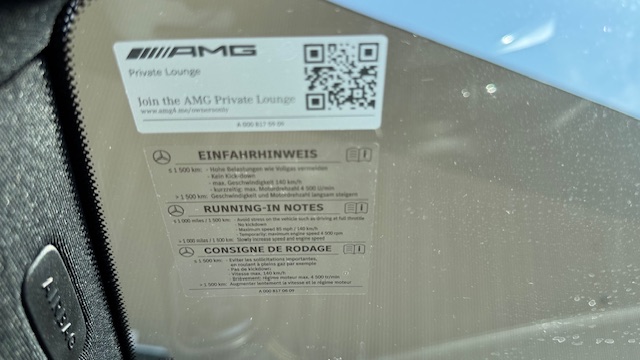 AMG
Private Lounge
Join the AMG Private Lounge
www.amg4.me/ownersonly
A 000 817 59 09
EINFAHRHINWEIS
≤ 1 500 km: - Hohe Belastungen wie Vollgas vermeiden
- Kein Kick-down
- max. Geschwindigkeit 140 km/h
- kurzzeitig: max. Motordrehzahl 4 500 U/min
> 1 500 km: Geschwindigkeit und Motordrehzahl langsam steigern
RUNNING-IN NOTES
≤ 1 000 miles / 1 500 km: - Avoid stress on the vehicle such as driving at full throttle
- No kickdown
- Maximum speed 85 mph / 140 km/h
- Temporarily: maximum engine speed 4 500 rpm
> 1 000 miles / 1 500 km: Slowly increase speed and engine speed
CONSIGNE DE RODAGE
≤ 1 500 km: - Eviter les sollicitations importantes,
en roulant à pleins gaz par exemple
- Pas de kickdown
- Vitesse max. 140 km/h
- Brièvement: régime moteur max. 4 500 tr/min
> 1 500 km: Augmenter lentement la vitesse et le régime moteur
AIRBAG